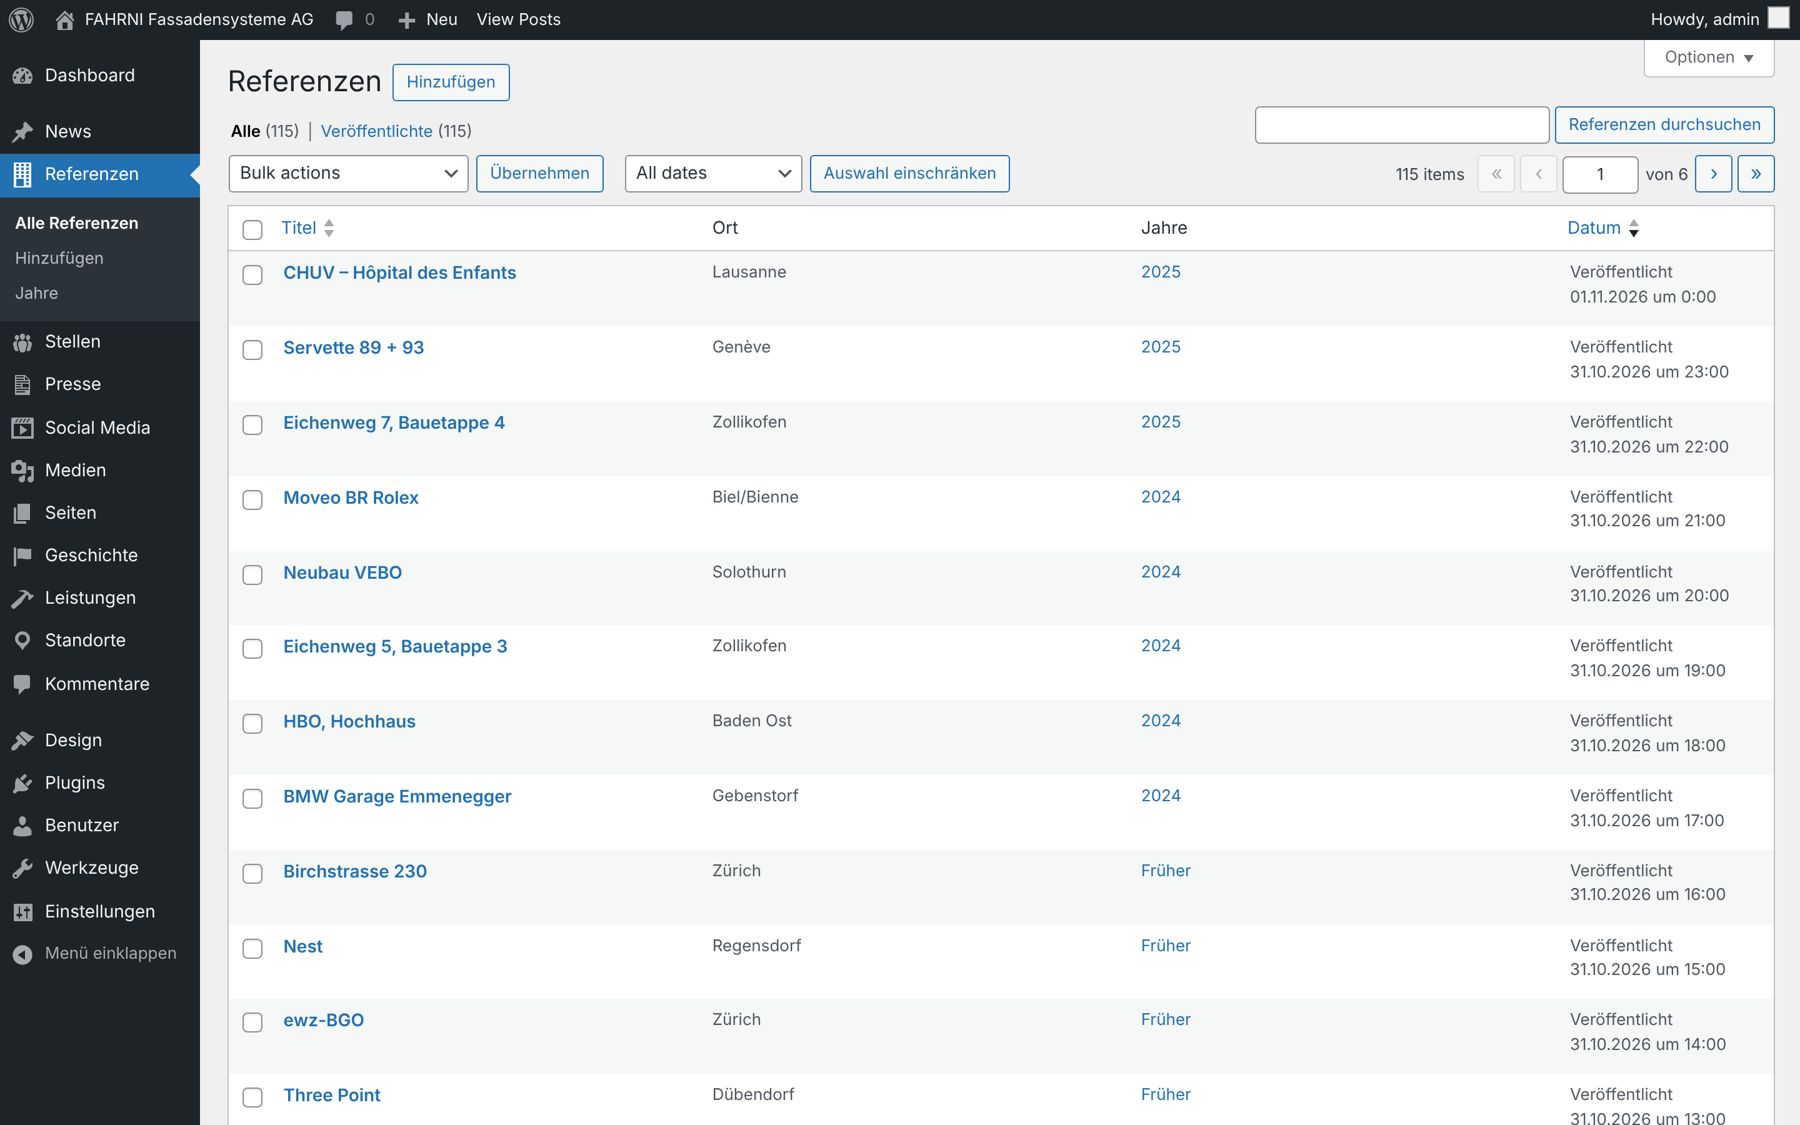 FAHRNI Fassadensysteme AG 0 Neu View Posts Howdy, admin
Dashboard
News
Referenzen
Alle Referenzen
Hinzufügen
Jahre
Stellen
Presse
Social Media
Medien
Seiten
Geschichte
Leistungen
Standorte
Kommentare
Design
Plugins
Benutzer
Werkzeuge
Einstellungen
Menü einklappen
Optionen ▼
Referenzen Hinzufügen
Alle (115) | Veröffentlichte (115)
Referenzen durchsuchen
Bulk actions Übernehmen All dates Auswahl einschränken 115 items « ‹ 1 von 6 › »
Titel Ort Jahre Datum
CHUV – Hôpital des Enfants Lausanne 2025 Veröffentlicht
01.11.2026 um 0:00
Servette 89 + 93 Genève 2025 Veröffentlicht
31.10.2026 um 23:00
Eichenweg 7, Bauetappe 4 Zollikofen 2025 Veröffentlicht
31.10.2026 um 22:00
Moveo BR Rolex Biel/Bienne 2024 Veröffentlicht
31.10.2026 um 21:00
Neubau VEBO Solothurn 2024 Veröffentlicht
31.10.2026 um 20:00
Eichenweg 5, Bauetappe 3 Zollikofen 2024 Veröffentlicht
31.10.2026 um 19:00
HBO, Hochhaus Baden Ost 2024 Veröffentlicht
31.10.2026 um 18:00
BMW Garage Emmenegger Gebenstorf 2024 Veröffentlicht
31.10.2026 um 17:00
Birchstrasse 230 Zürich Früher Veröffentlicht
31.10.2026 um 16:00
Nest Regensdorf Früher Veröffentlicht
31.10.2026 um 15:00
ewz-BGO Zürich Früher Veröffentlicht
31.10.2026 um 14:00
Three Point Dübendorf Früher Veröffentlicht
31.10.2026 um 13:00